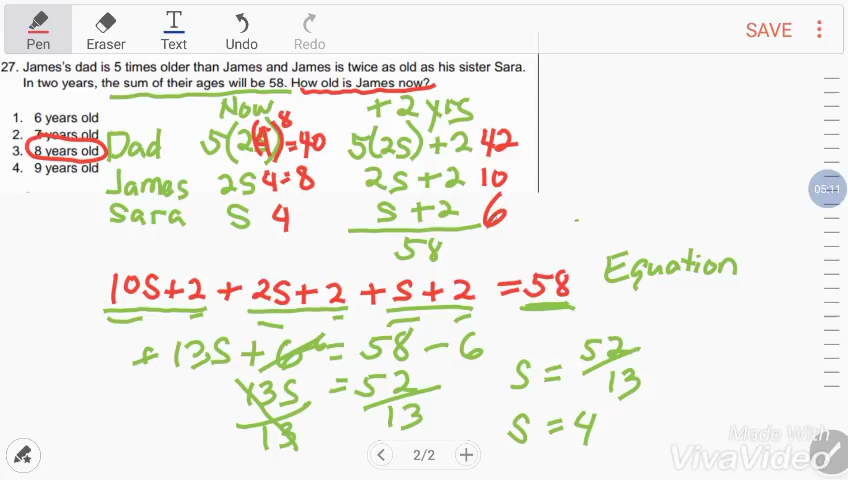 Pen Eraser Text Undo Redo SAVE
27. James's dad is 5 times older than James and James is twice as old as his sister Sara.
In two years, the sum of their ages will be 58. How old is James now?
1. 6 years old
2. 7 years old
3. 8 years old
4. 9 years old
Now +2 yrs
Dad 8 = 40 5(2S) + 2 42
James 2S 4 = 8 2S + 2 10
Sara S 4 S + 2 6
58
10S + 2 + 2S + 2 + S + 2 = 58 Equation
13S + 6 = 58 - 6
13S = 52
13 13
S = 52
13
S = 4
05:11
2/2
Made With
VivaVideo